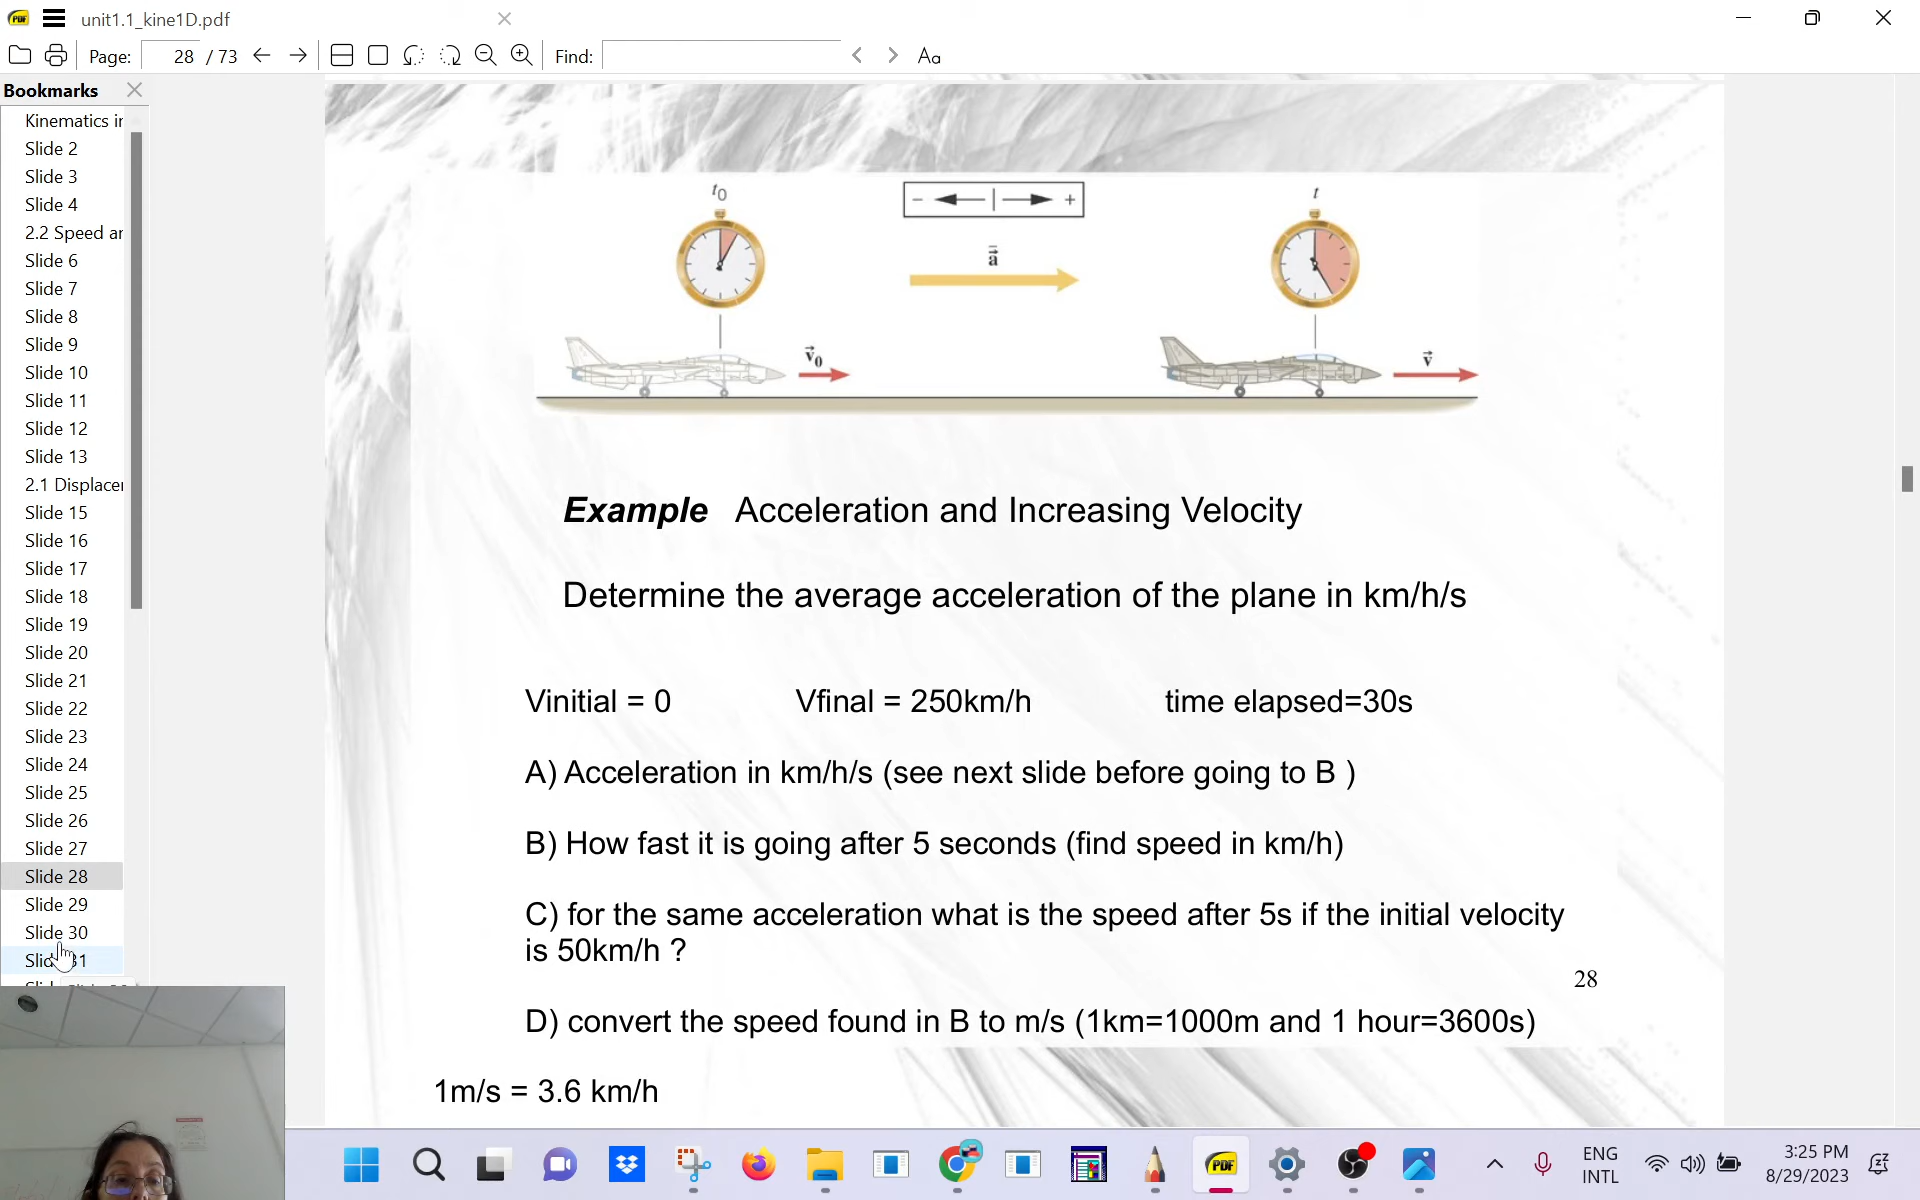 unit1.1_kine1D.pdf
Page: 28 / 73 Find: Aa
Bookmarks
Kinematics ir
Slide 2
Slide 3
Slide 4
2.2 Speed ar
Slide 6
Slide 7
Slide 8
Slide 9
Slide 10
Slide 11
Slide 12
Slide 13
2.1 Displacer
Slide 15
Slide 16
Slide 17
Slide 18
Slide 19
Slide 20
Slide 21
Slide 22
Slide 23
Slide 24
Slide 25
Slide 26
Slide 27
Slide 28
Slide 29
Slide 30
Slide 31
t0
- +
t
a
v0
v
Example Acceleration and Increasing Velocity
Determine the average acceleration of the plane in km/h/s
Vinitial = 0 Vfinal = 250km/h time elapsed=30s
A) Acceleration in km/h/s (see next slide before going to B )
B) How fast it is going after 5 seconds (find speed in km/h)
C) for the same acceleration what is the speed after 5s if the initial velocity
is 50km/h ?
28
D) convert the speed found in B to m/s (1km=1000m and 1 hour=3600s)
1m/s = 3.6 km/h
PDF
ENG
INTL
3:25 PM
8/29/2023